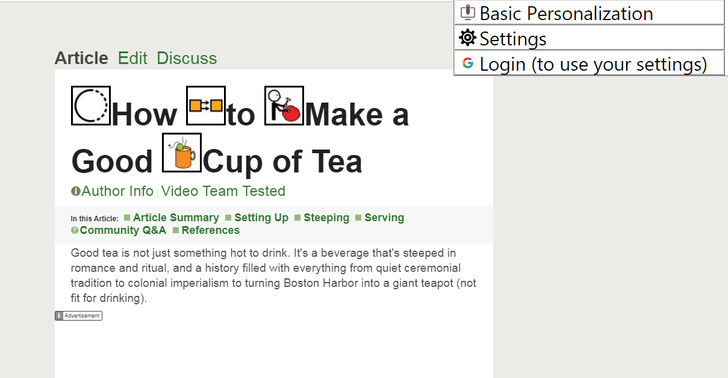 Basic Personalization
Settings
Login (to use your settings)
Article Edit Discuss
How to Make a
Good Cup of Tea
Author Info Video Team Tested
In this Article: Article Summary Setting Up Steeping Serving
Community Q&A References
Good tea is not just something hot to drink. It's a beverage that's steeped in
romance and ritual, and a history filled with everything from quiet ceremonial
tradition to colonial imperialism to turning Boston Harbor into a giant teapot (not
fit for drinking).
Advertisement